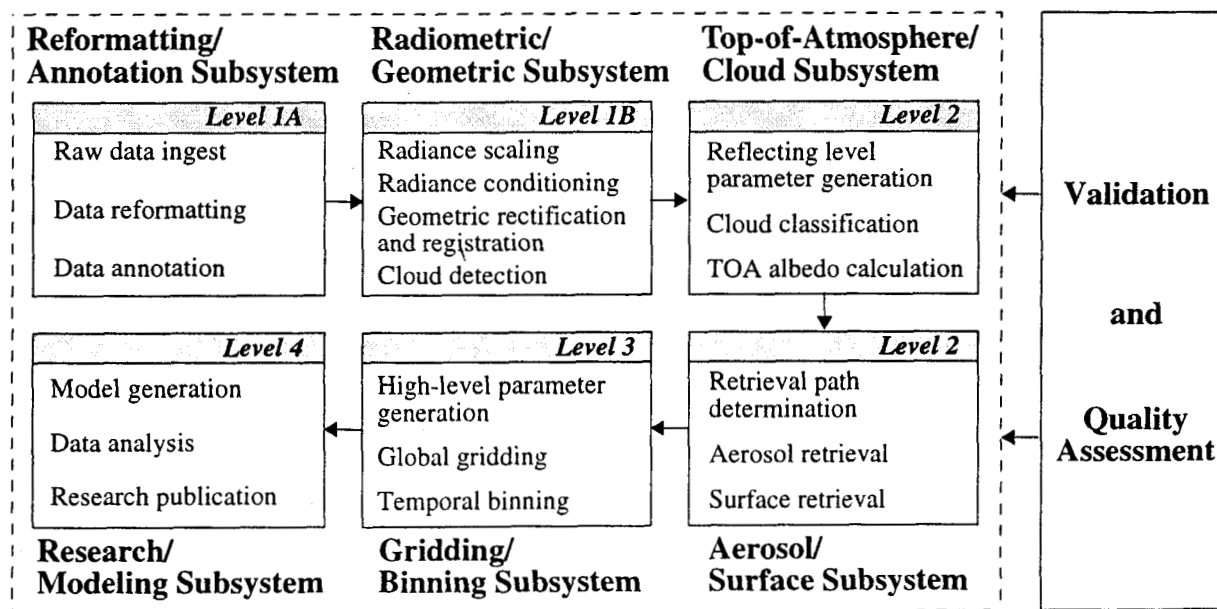 Reformatting/
Annotation Subsystem
Level 1A
Raw data ingest
Data reformatting
Data annotation
Radiometric/
Geometric Subsystem
Level 1B
Radiance scaling
Radiance conditioning
Geometric rectification
and registration
Cloud detection
Top-of-Atmosphere/
Cloud Subsystem
Level 2
Reflecting level
parameter generation
Cloud classification
TOA albedo calculation
Level 4
Model generation
Data analysis
Research publication
Research/
Modeling Subsystem
Level 3
High-level parameter
generation
Global gridding
Temporal binning
Gridding/
Binning Subsystem
Level 2
Retrieval path
determination
Aerosol retrieval
Surface retrieval
Aerosol/
Surface Subsystem
Validation
and
Quality
Assessment